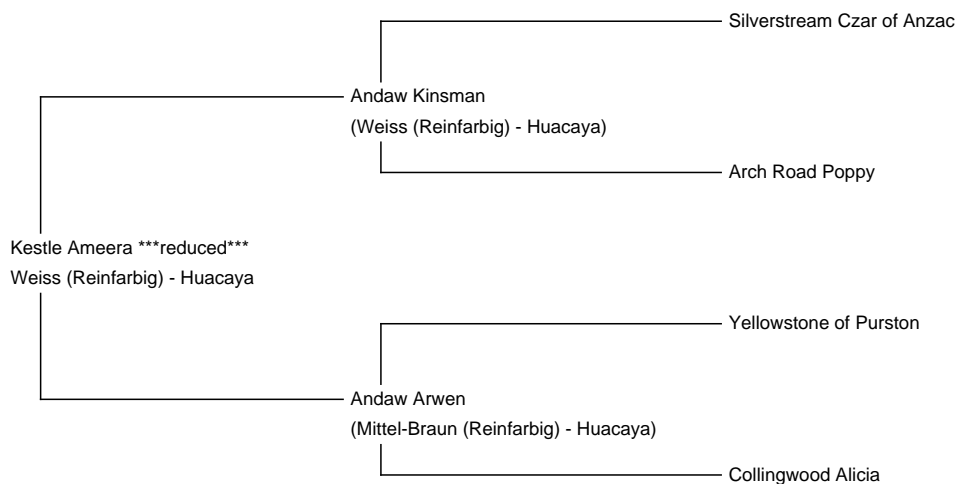 Silverstream Czar of Anzac
Andaw Kinsman
(Weiss (Reinfarbig) - Huacaya)
Arch Road Poppy
Kestle Ameera ***reduced***
Weiss (Reinfarbig) - Huacaya
Yellowstone of Purston
Andaw Arwen
(Mittel-Braun (Reinfarbig) - Huacaya)
Collingwood Alicia